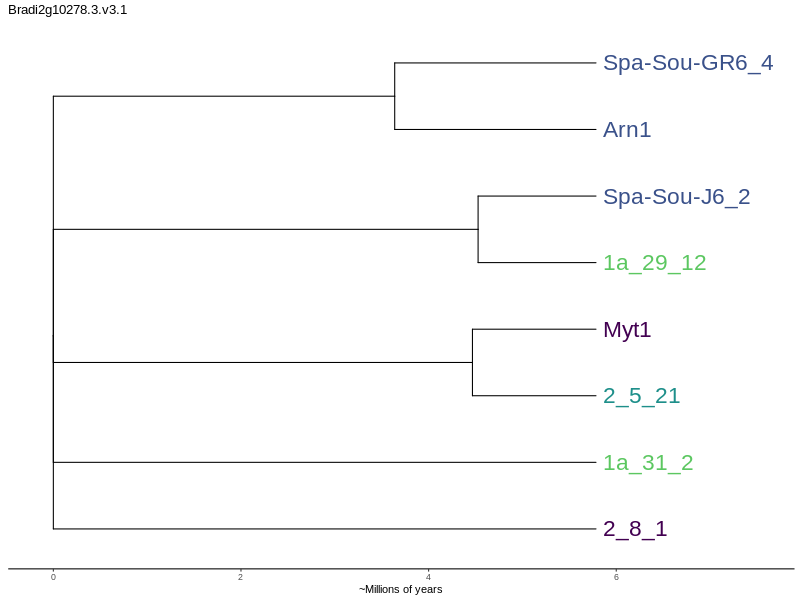 Bradi2g10278.3.v3.1
Spa-Sou-GR6_4
Arn1
Spa-Sou-J6_2
1a_29_12
Myt1
2_5_21
1a_31_2
2_8_1
0 2 4 6
~Millions of years